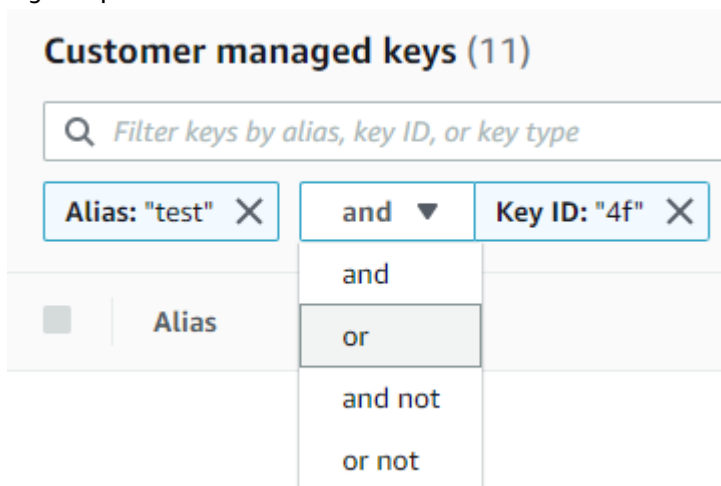 Customer managed keys (11)
Filter keys by alias, key ID, or key type
Alias: "test" and Key ID: "4f"
and
Alias
or
and not
or not